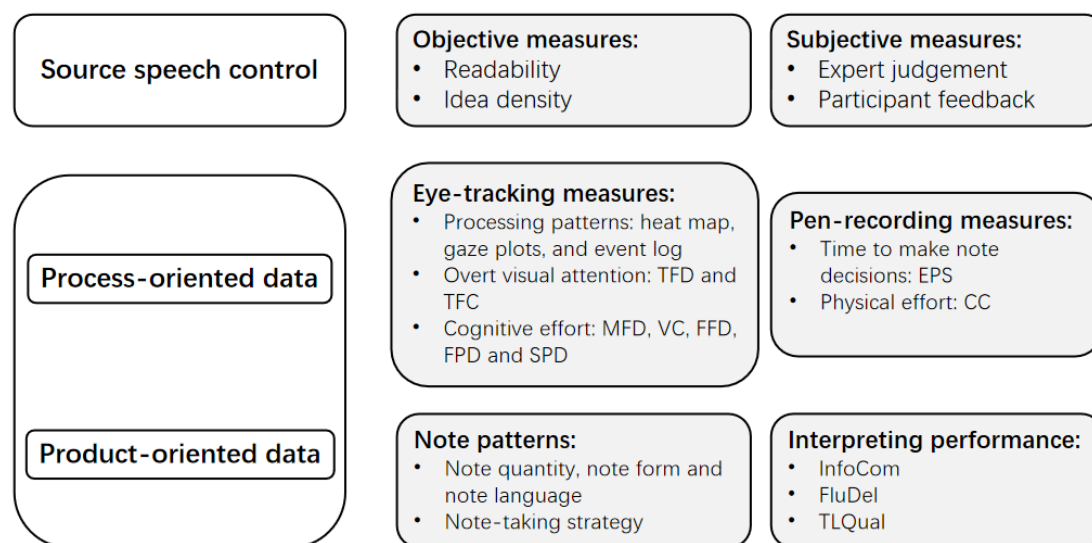 Source speech control
Objective measures:
• Readability
• Idea density
Subjective measures:
• Expert judgement
• Participant feedback
Process-oriented data
Eye-tracking measures:
• Processing patterns: heat map,
gaze plots, and event log
• Overt visual attention: TFD and
TFC
• Cognitive effort: MFD, VC, FFD,
FPD and SPD
Pen-recording measures:
• Time to make note
decisions: EPS
• Physical effort: CC
Product-oriented data
Note patterns:
• Note quantity, note form and
note language
• Note-taking strategy
Interpreting performance:
• InfoCom
• FluDel
• TLQual